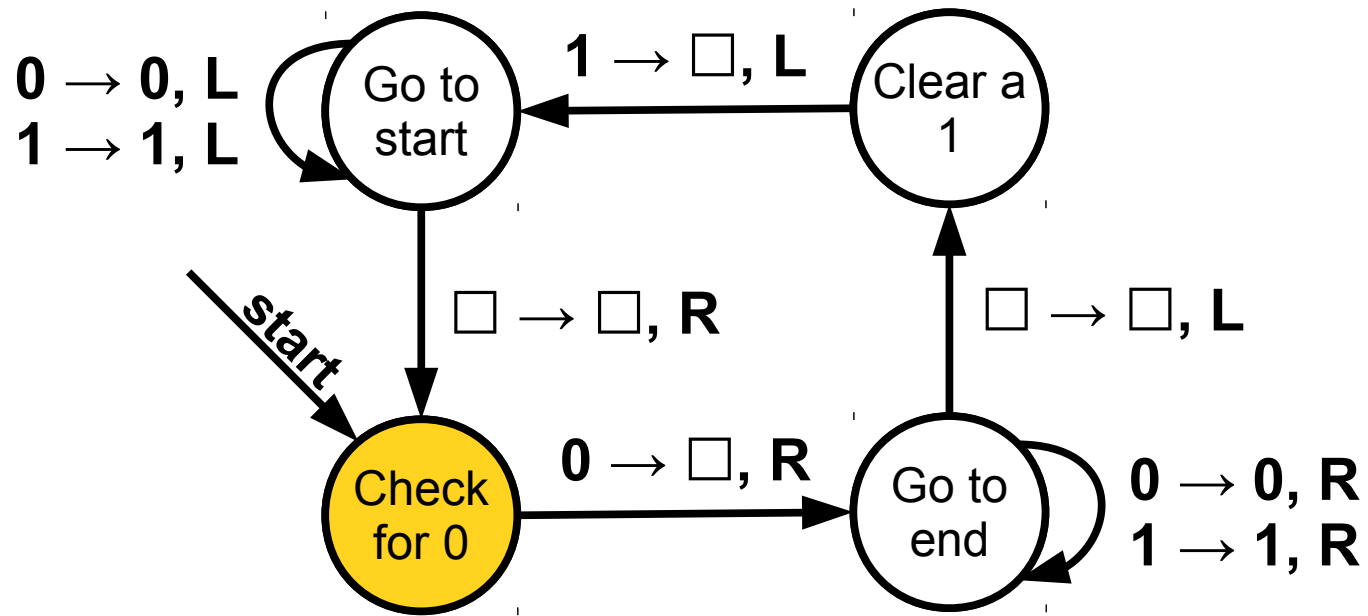 0 → 0, L
1 → 1, L
Go to
start
1 → □, L
Clear a
1
start
□ → □, R
□ → □, L
Check
for 0
0 → □, R
Go to
end
0 → 0, R
1 → 1, R